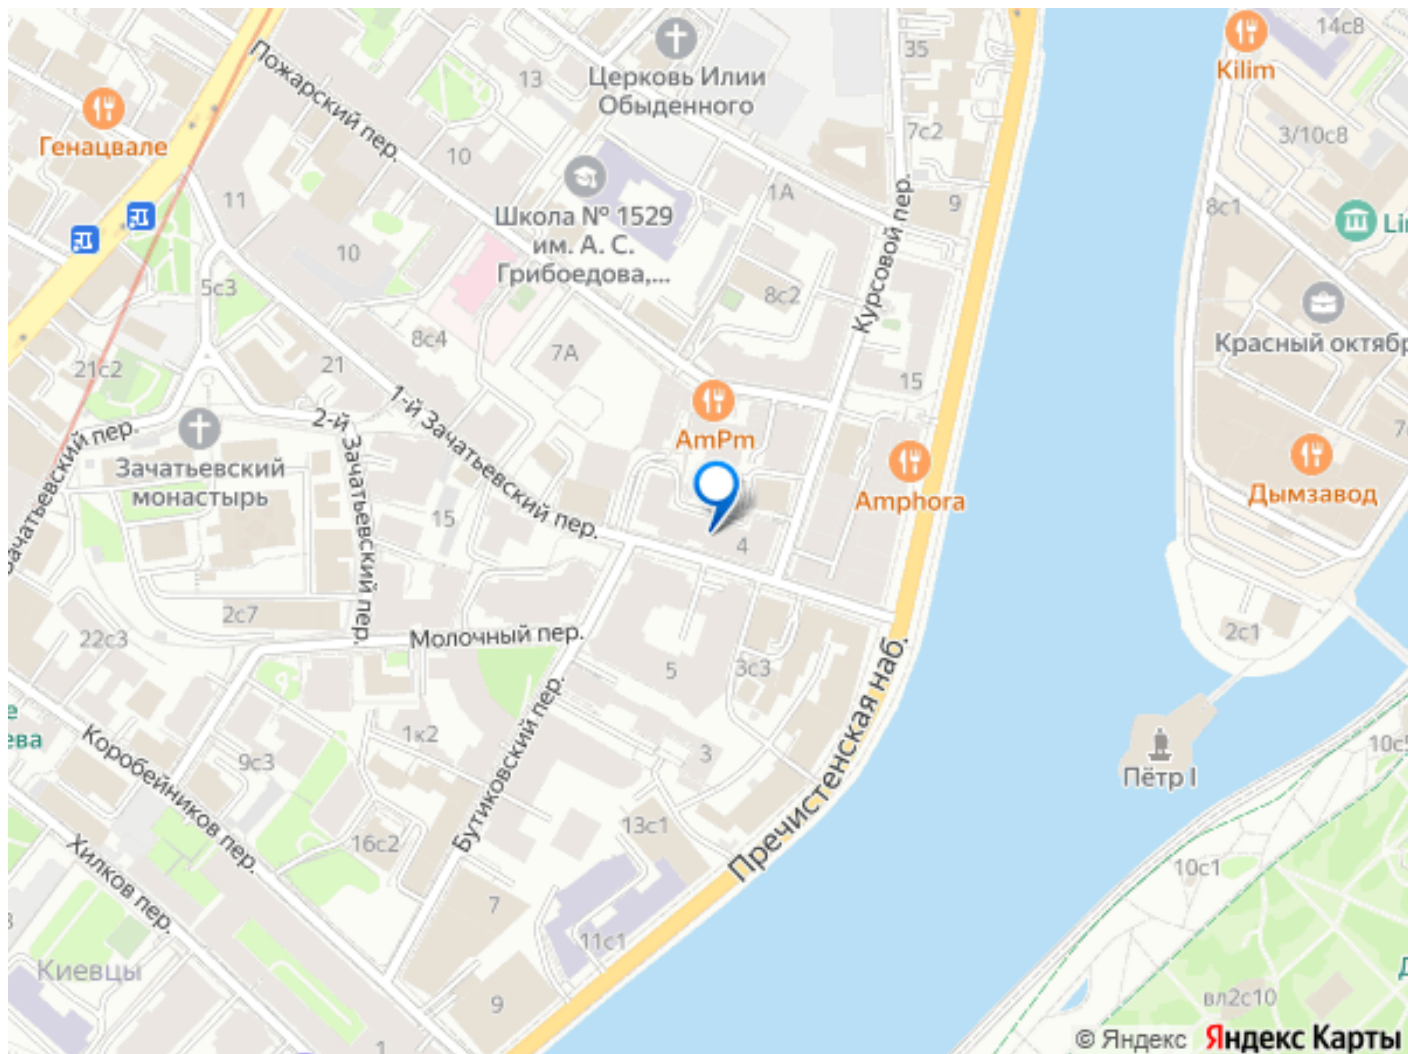 14с8
35
Kilim
13
Церковь Илии
Обыденного
Пожарский пер.
7с2
3/10с8
Генацвале
10
1А
11
9
8с1
Школа № 1529
им. А. С.
Грибоедова,...
Курсовой пер.
10
5с3
8с2
8с4
Красный октябр
21с2
21
7А
15
1-й Зачатьевский пер.
2-й Зачатьевский пер.
AmPm
Зачатьевский
монастырь
Amphora
Дымзавод
15
4
2с7
22с3
Молочный пер.
2с1
5
3с3
Пречистенская наб.
Бутиковский пер.
1к2
Коробейников пер.
9с3
3
Пётр I
13с1
16с2
Хилков пер.
10с1
7
11с1
Киевцы
9
вл2с10
1
© Яндекс Яндекс Карты